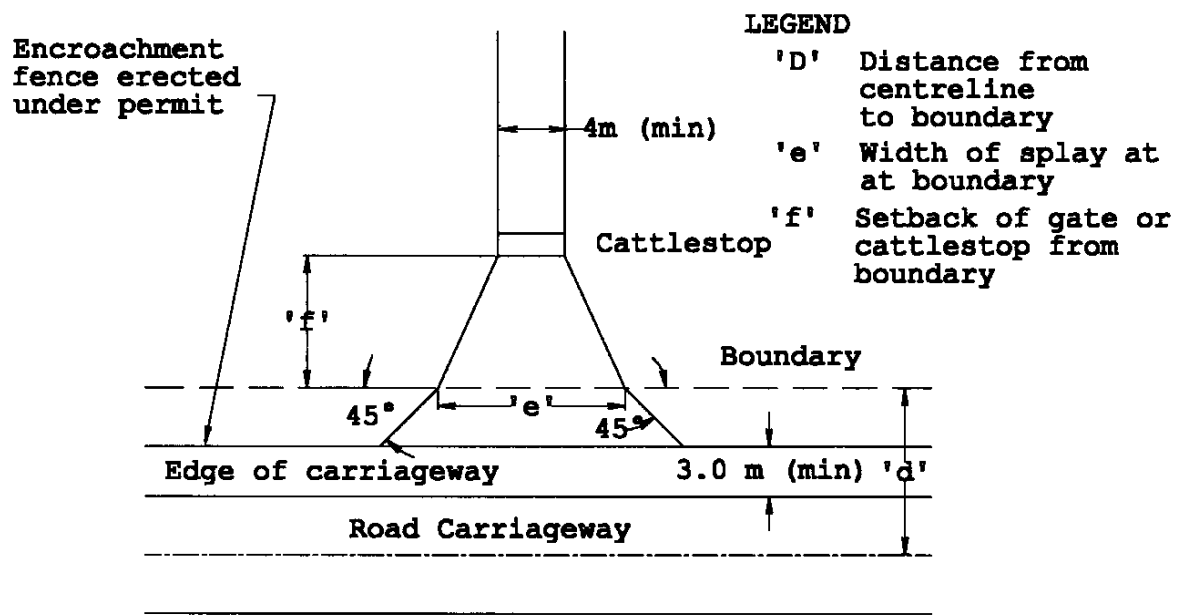 Encroachment
fence erected
under permit
4m (min)
LEGEND
'D' Distance from
centreline
to boundary
'e' Width of splay at
at boundary
'f' Setback of gate or
cattlestop from
boundary
Cattlestop
'f'
Boundary
45°
'e'
45°
Edge of carriageway
3.0 m (min)
'd'
Road Carriageway